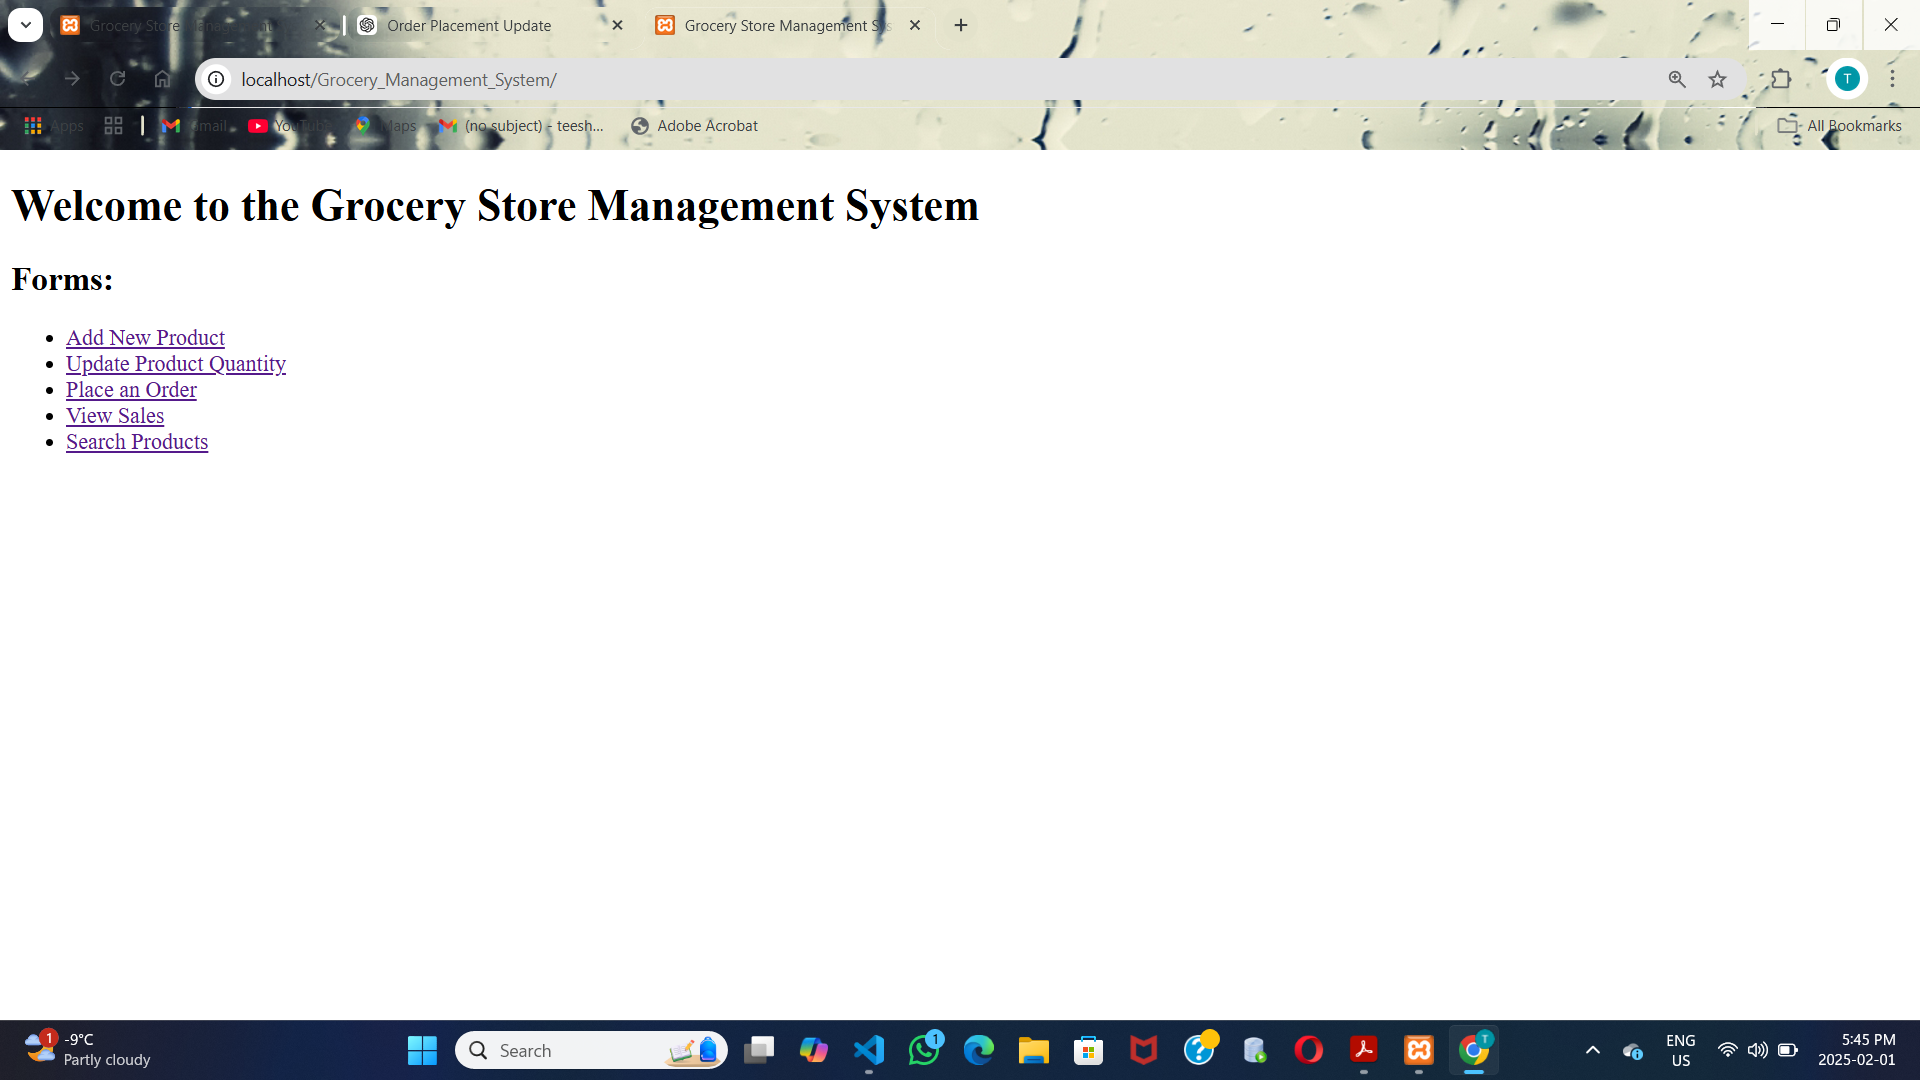 Grocery Store Management
Order Placement Update
Grocery Store Management Sys
localhost/Grocery_Management_System/
T
Apps
Gmail
YouTube
Maps
(no subject) - teesh...
Adobe Acrobat
All Bookmarks
Welcome to the Grocery Store Management System
Forms:
Add New Product
Update Product Quantity
Place an Order
View Sales
Search Products
1
-9°C
Partly cloudy
Search
1
T
ENG
US
5:45 PM
2025-02-01